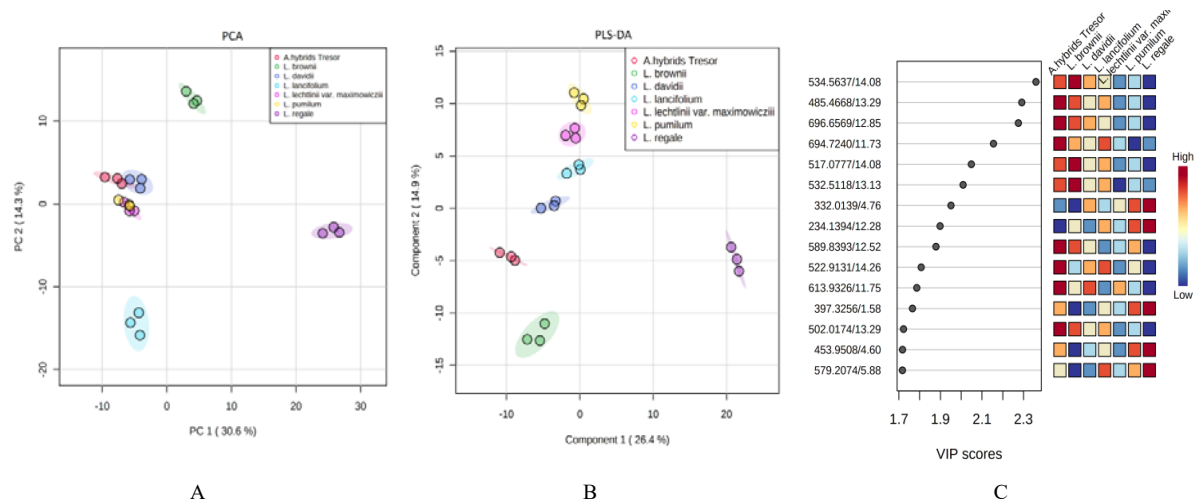 PCA
A.hybrids Tresor
L. brownii
L. davidii
L. lancifolium
L. lechtlinii var. maximowicziii
L. pumilum
L. regale
PC 2 ( 14.3 %)
10
0
-10
-20
-10
0
10
20
30
PC 1 ( 30.6 %)
A
PLS-DA
A.hybrids Tresor
L. brownii
L. davidii
L. lancifolium
L. lechtlinii var. maximowicziii
L. pumilum
L. regale
Component 2 ( 14.9 %)
15
10
5
0
-5
-10
-15
-10
0
10
20
Component 1 ( 26.4 %)
B
A.hybrids Tresor
L. brownii
L. davidii
L. lancifolium
lechtlinii var. maxim
L. pumilum
L. regale
534.5637/14.08
485.4668/13.29
696.6569/12.85
694.7240/11.73
517.0777/14.08
532.5118/13.13
332.0139/4.76
234.1394/12.28
589.8393/12.52
522.9131/14.26
613.9326/11.75
397.3256/1.58
502.0174/13.29
453.9508/4.60
579.2074/5.88
1.7
1.9
2.1
2.3
VIP scores
High
Low
C